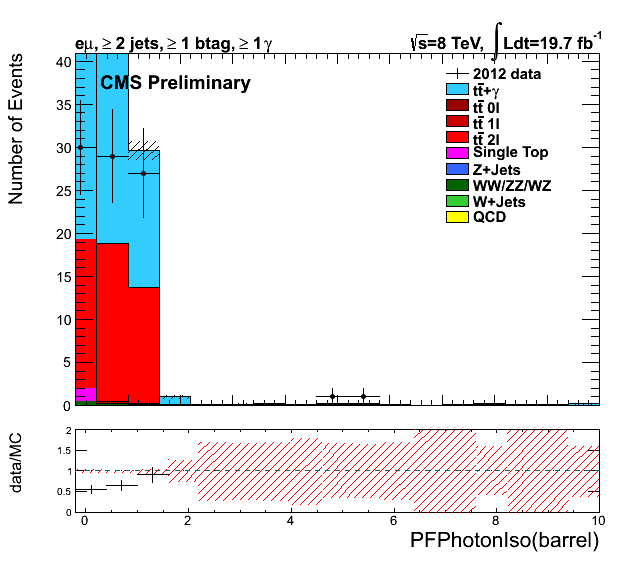 eμ, ≥ 2 jets, ≥ 1 btag, ≥ 1 γ
√s=8 TeV, ∫ Ldt=19.7 fb⁻¹
CMS Preliminary
Number of Events
40
35
30
25
20
15
10
5
0
2012 data
tt̄+γ
tt̄ 0l
tt̄ 1l
tt̄ 2l
Single Top
Z+Jets
WW/ZZ/WZ
W+Jets
QCD
data/MC
2
1.5
1
0.5
0
0 2 4 6 8 10
PFPhotonIso(barrel)